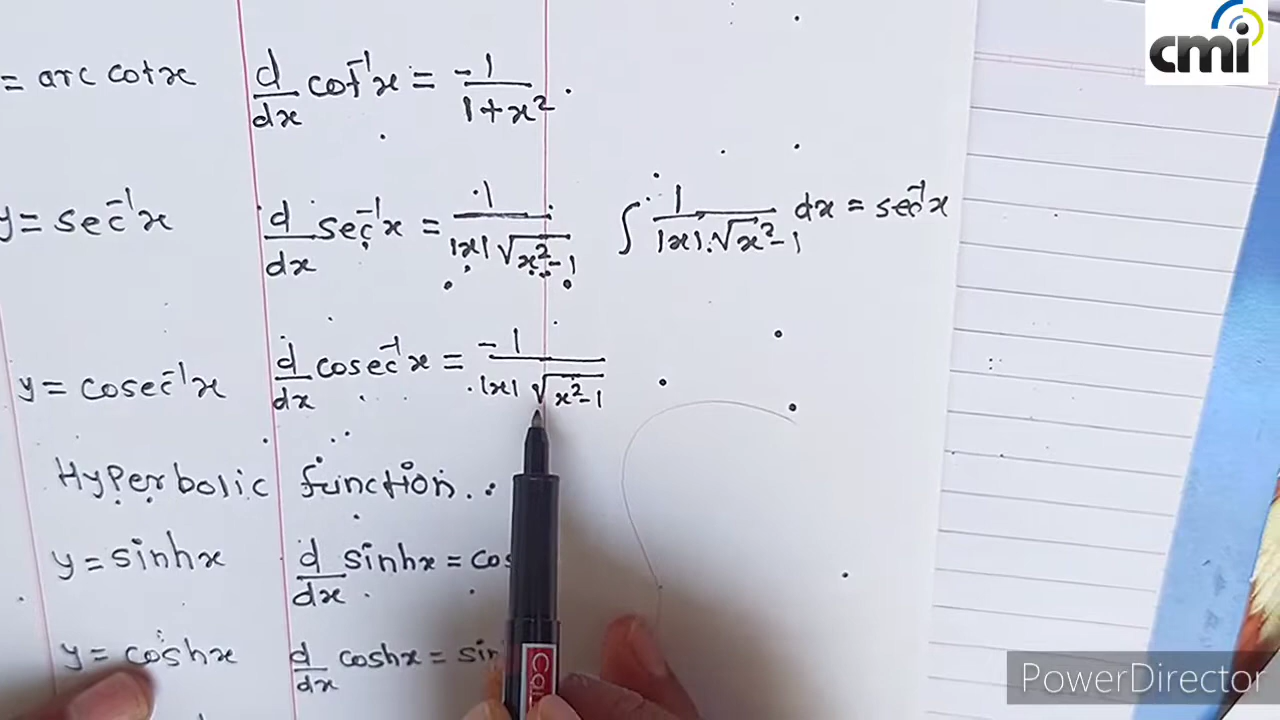 cmi
= arc cotx d/dx cot⁻¹x = -1/(1+x²).
y = sec⁻¹x d/dx sec⁻¹x = 1/(|x|√(x²-1)) ∫ 1/(|x|.√(x²-1)) dx = sec⁻¹x
y = cosec⁻¹x d/dx cosec⁻¹x = -1/(|x|√(x²-1))
Hyperbolic function.
y = sinhx d/dx sinhx = cos
y = coshx d/dx coshx = sin
PowerDirector